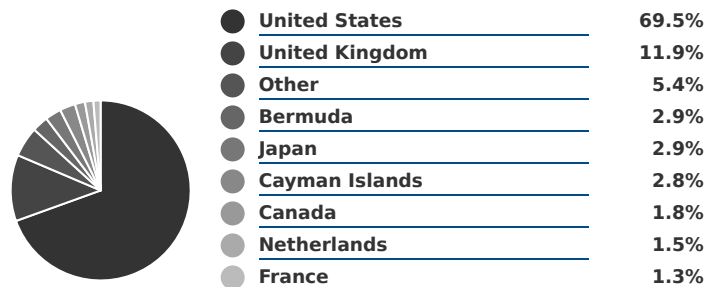 United States 69.5%
United Kingdom 11.9%
Other 5.4%
Bermuda 2.9%
Japan 2.9%
Cayman Islands 2.8%
Canada 1.8%
Netherlands 1.5%
France 1.3%